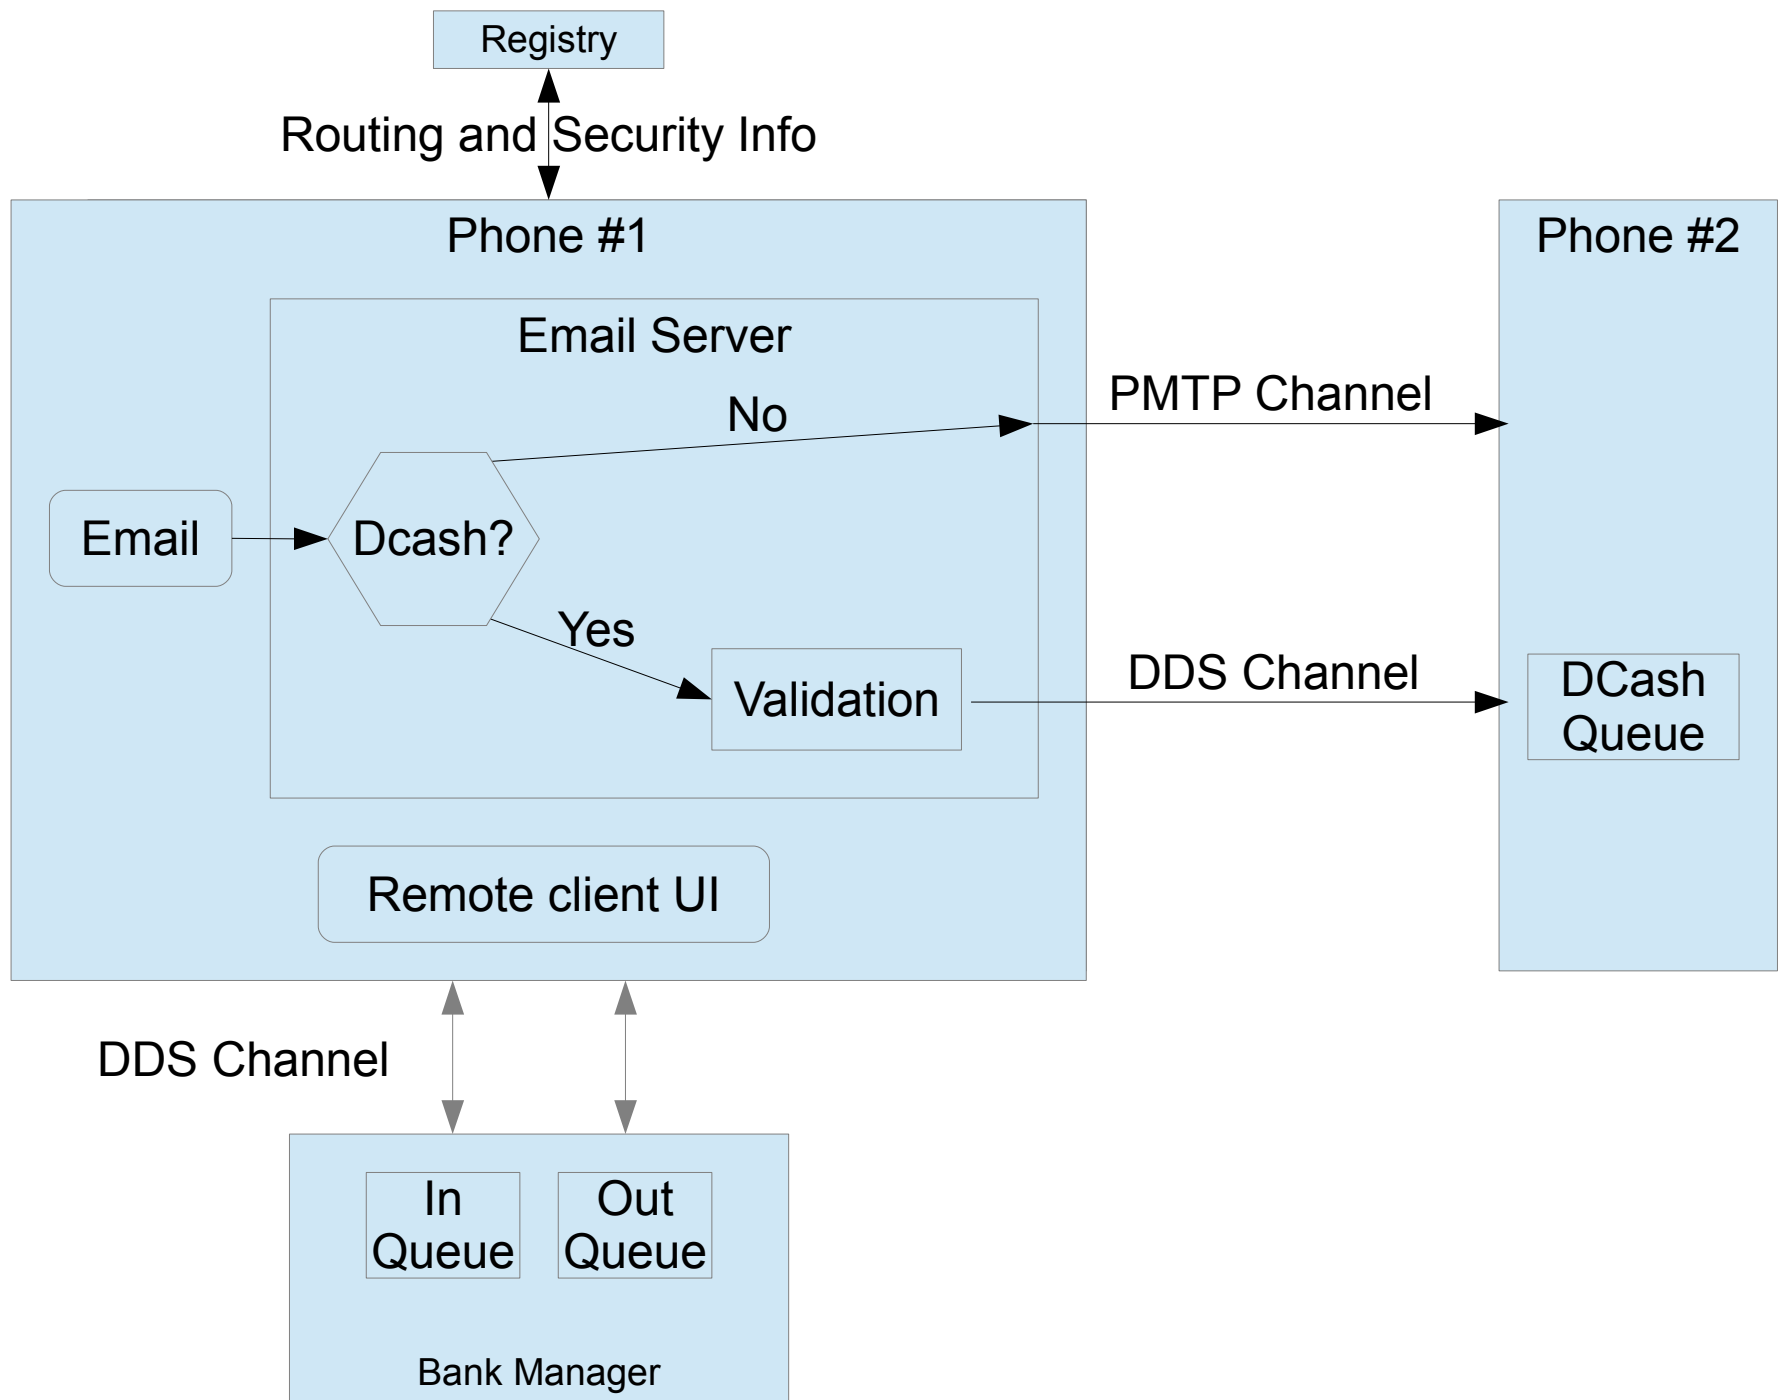 Registry
Routing and Security Info
Phone #1
Phone #2
Email Server
PMTP Channel
No
Email
Dcash?
Yes
Validation
DDS Channel
DCash
Queue
Remote client UI
DDS Channel
In
Queue
Out
Queue
Bank Manager